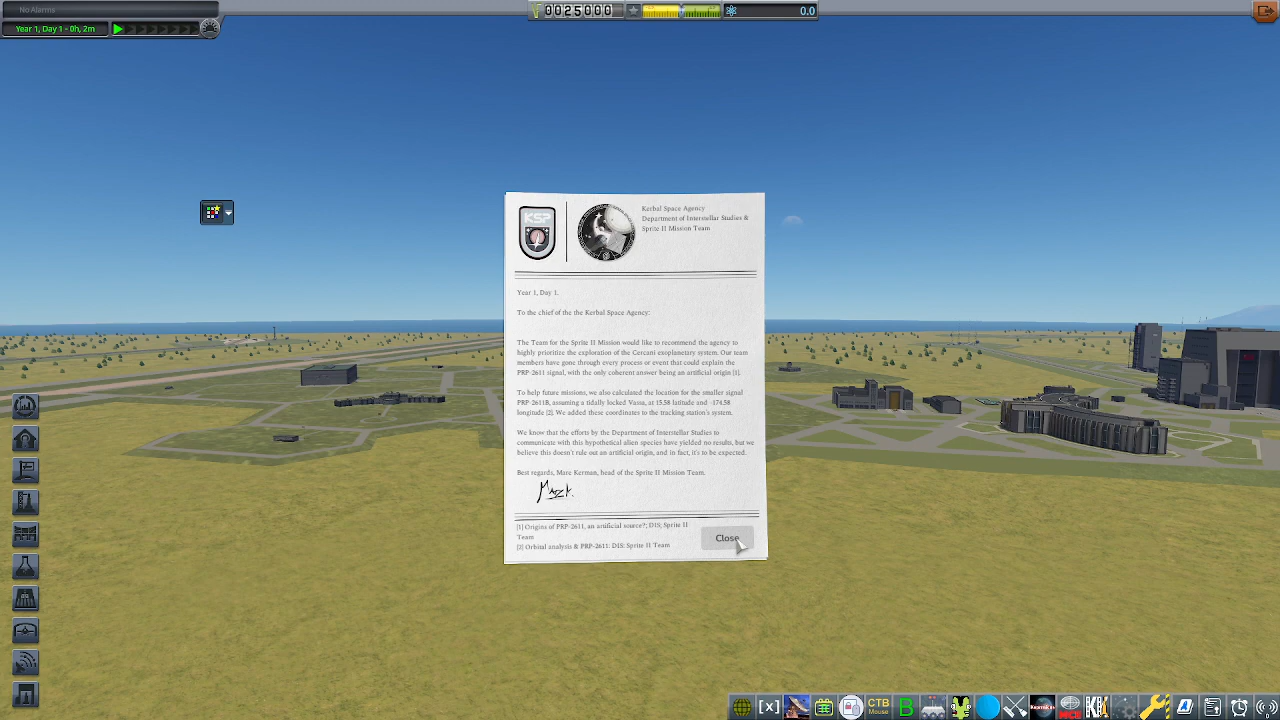 No Alarms
Year 1, Day 1 - 0h, 2m
0025000
0.0
KSP
Kerbal Space Agency
Department of Interstellar Studies &
Sprite II Mission Team
Year 1, Day 1.
To the chief of the the Kerbal Space Agency:
The Team for the Sprite II Mission would like to recommend the agency to
highly prioritize the exploration of the Cercani exoplanetary system. Our team
members have gone through every process or event that could explain the
PRP-2611 signal, with the only coherent answer being an artificial origin [1].
To help future missions, we also calculated the location for the smaller signal
PRP-2611B, assuming a tidally locked Vassa, at 15.58 latitude and -174.58
longitude [2]. We added these coordinates to the tracking station's system.
We know that the efforts by the Department of Interstellar Studies to
communicate with this hypothetical alien species have yielded no results, but we
believe this doesn't rule out an artificial origin, and in fact, it's to be expected.
Best regards, Marc Kerman, head of the Sprite II Mission Team.
[1] Origins of PRP-2611, an artificial source?; DIS; Sprite II
Team
[2] Orbital analysis & PRP-2611: DIS: Sprite II Team
Close
[x]
CTB
Mouse
B
MCE